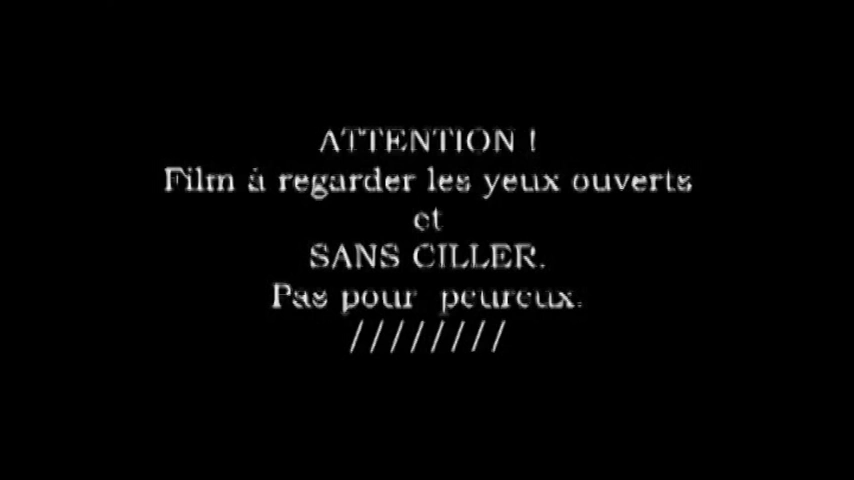 ATTENTION !
Film à regarder les yeux ouverts
et
SANS CILLER.
Pas pour peureux.
////////